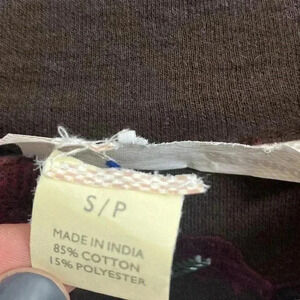 S/P
MADE IN INDIA
85% COTTON
15% POLYESTER